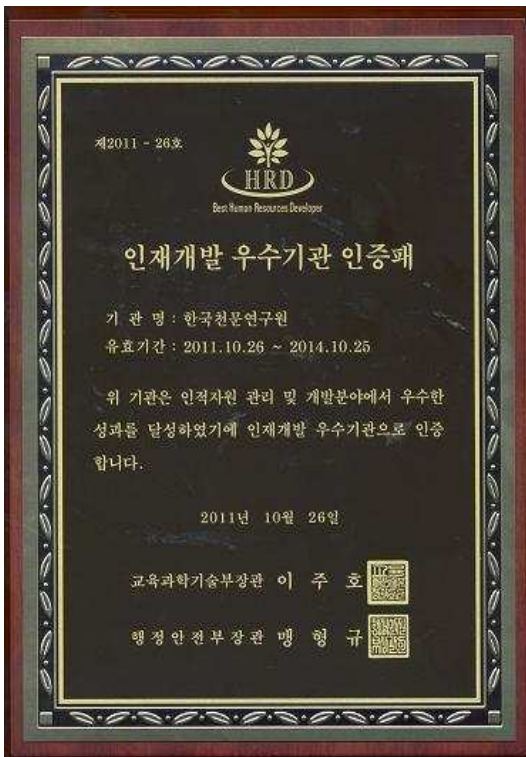 제2011 - 26호
HRD
Best Human Resources Developer
인재개발 우수기관 인증패
기 관 명 : 한국천문연구원
유효기간 : 2011.10.26 ~ 2014.10.25
위 기관은 인적자원 관리 및 개발분야에서 우수한
성과를 달성하였기에 인재개발 우수기관으로 인증
합니다.
2011년 10월 26일
교육과학기술부장관 이 주 호
행정안전부장관 맹 형 규